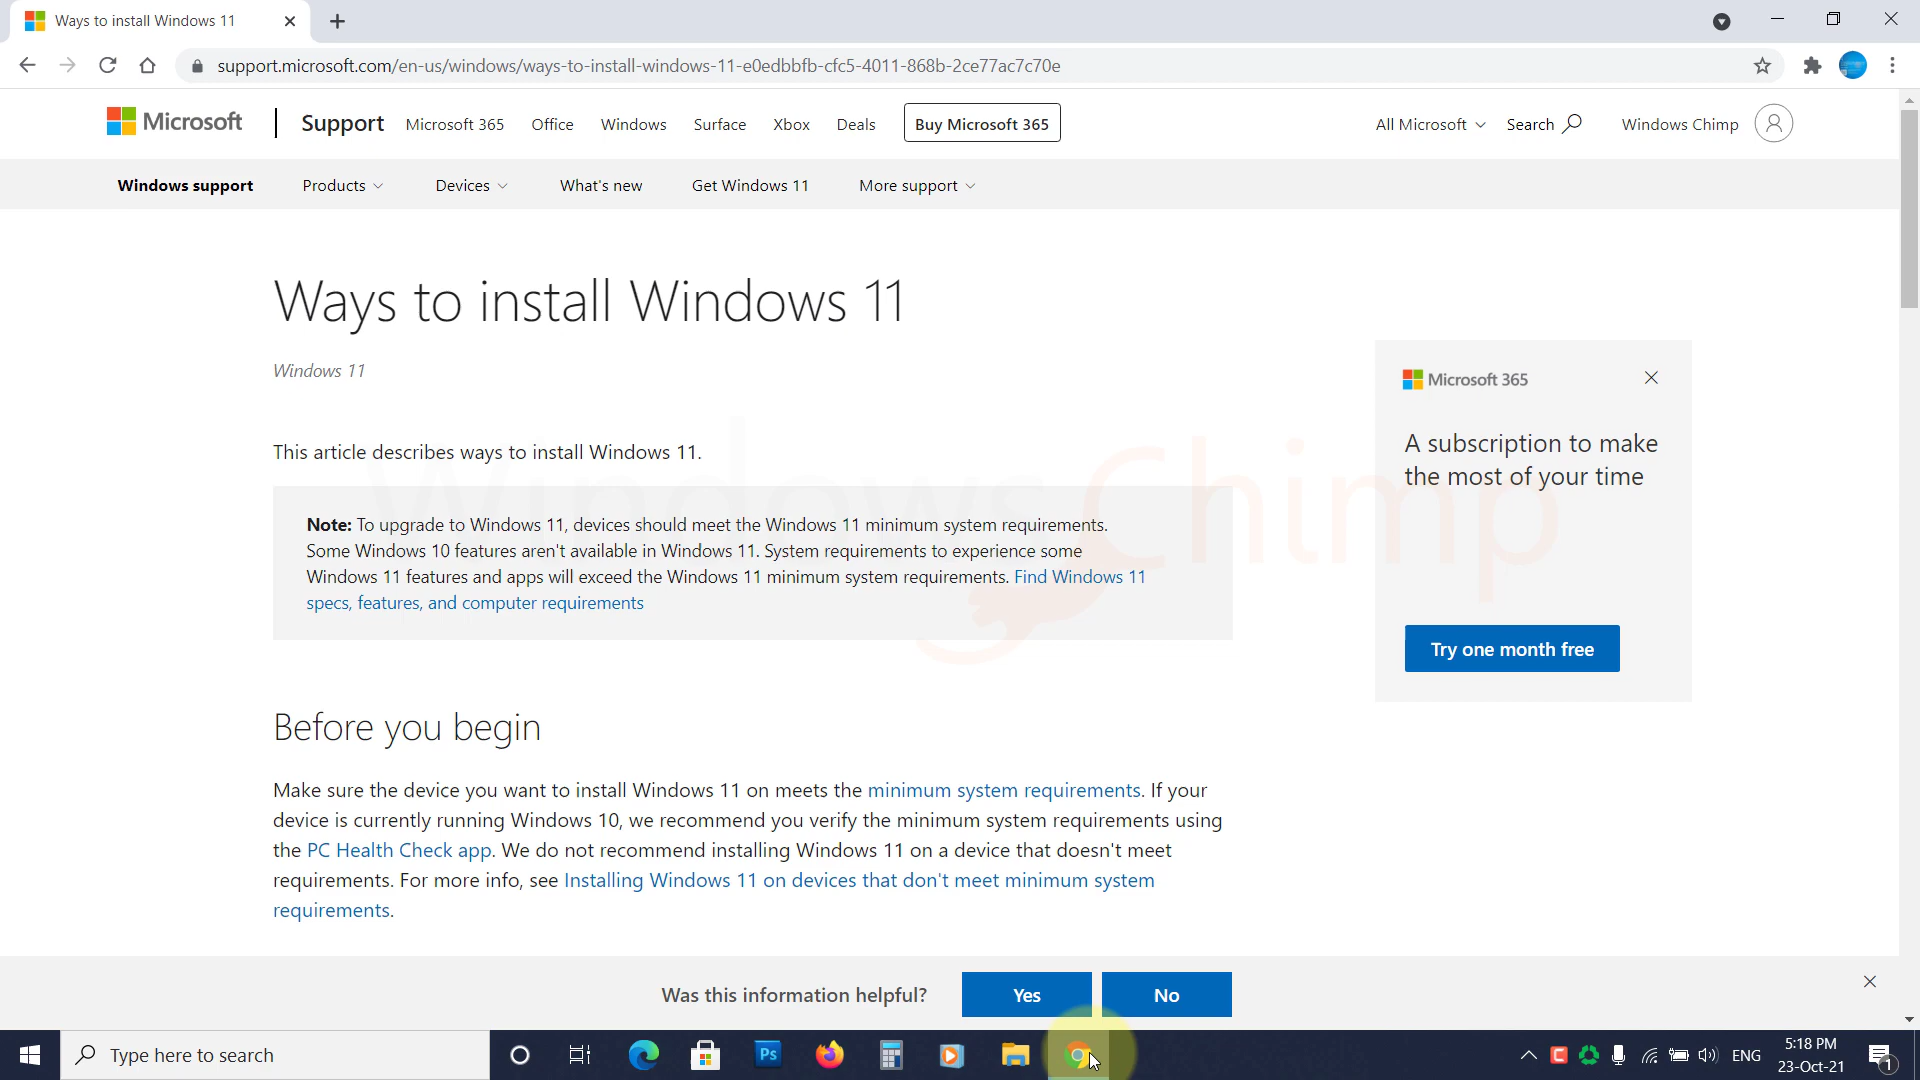 Ways to install Windows 11
support.microsoft.com/en-us/windows/ways-to-install-windows-11-e0edbbfb-cfc5-4011-868b-2ce77ac7c70e
Microsoft Support Microsoft 365 Office Windows Surface Xbox Deals Buy Microsoft 365 All Microsoft Search Windows Chimp
Windows support Products Devices What's new Get Windows 11 More support
Ways to install Windows 11
Windows 11
This article describes ways to install Windows 11.
Note: To upgrade to Windows 11, devices should meet the Windows 11 minimum system requirements.
Some Windows 10 features aren't available in Windows 11. System requirements to experience some
Windows 11 features and apps will exceed the Windows 11 minimum system requirements. Find Windows 11
specs, features, and computer requirements
Microsoft 365
A subscription to make
the most of your time
Try one month free
Windows Chimp
Before you begin
Make sure the device you want to install Windows 11 on meets the minimum system requirements. If your
device is currently running Windows 10, we recommend you verify the minimum system requirements using
the PC Health Check app. We do not recommend installing Windows 11 on a device that doesn't meet
requirements. For more info, see Installing Windows 11 on devices that don't meet minimum system
requirements.
Was this information helpful? Yes No
Type here to search
Ps
ENG
5:18 PM
23-Oct-21
1